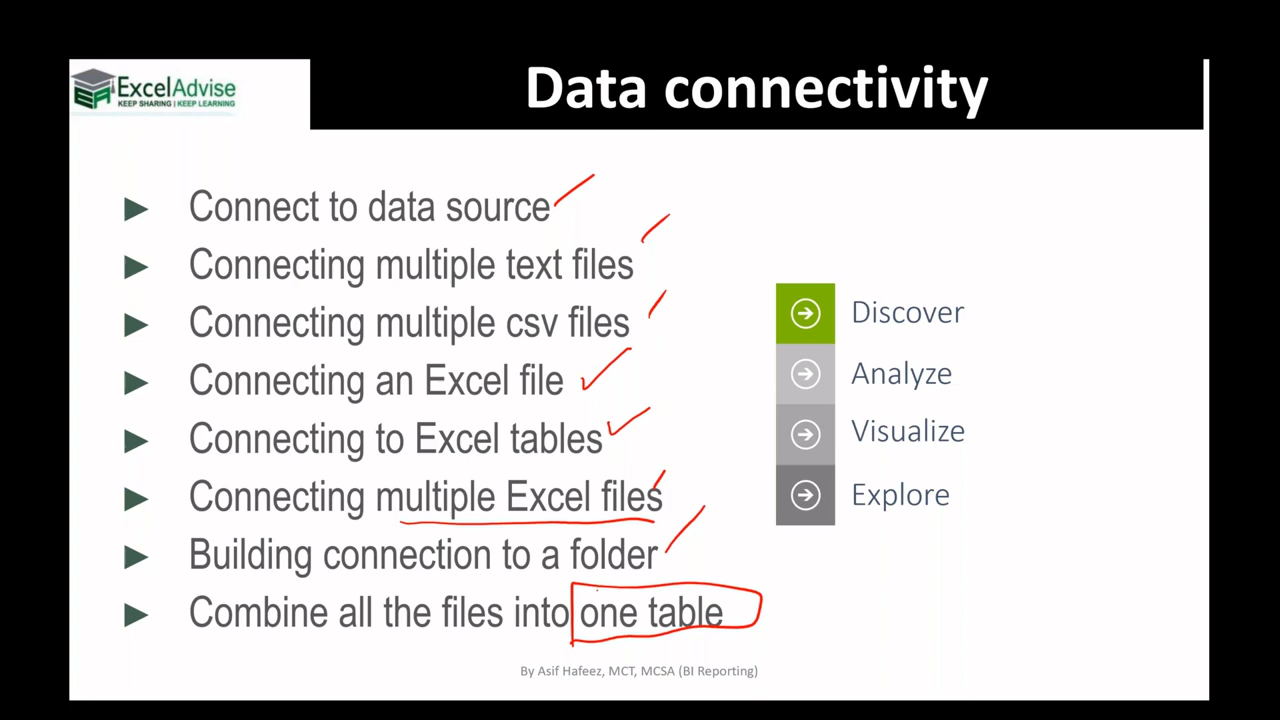 ExcelAdvise
KEEP SHARING | KEEP LEARNING
Data connectivity
► Connect to data source
► Connecting multiple text files
► Connecting multiple csv files
► Connecting an Excel file
► Connecting to Excel tables
► Connecting multiple Excel files
► Building connection to a folder
► Combine all the files into one table
Discover
Analyze
Visualize
Explore
By Asif Hafeez, MCT, MCSA (BI Reporting)